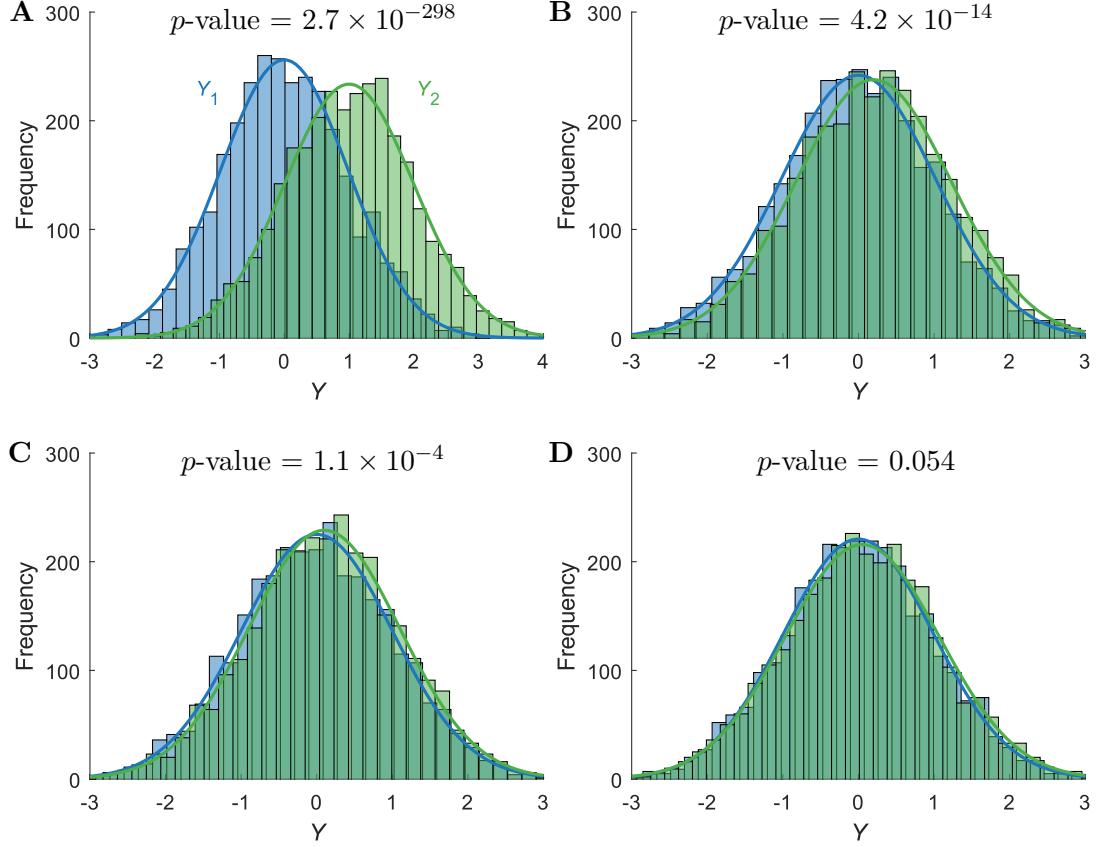 A
p-value = 2.7 × 10⁻²⁹⁸
300
200
100
0
Frequency
Y₁
Y₂
-3 -2 -1 0 1 2 3 4
Y
B
p-value = 4.2 × 10⁻¹⁴
300
200
100
0
Frequency
-3 -2 -1 0 1 2 3
Y
C
p-value = 1.1 × 10⁻⁴
300
200
100
0
Frequency
-3 -2 -1 0 1 2 3
Y
D
p-value = 0.054
300
200
100
0
Frequency
-3 -2 -1 0 1 2 3
Y